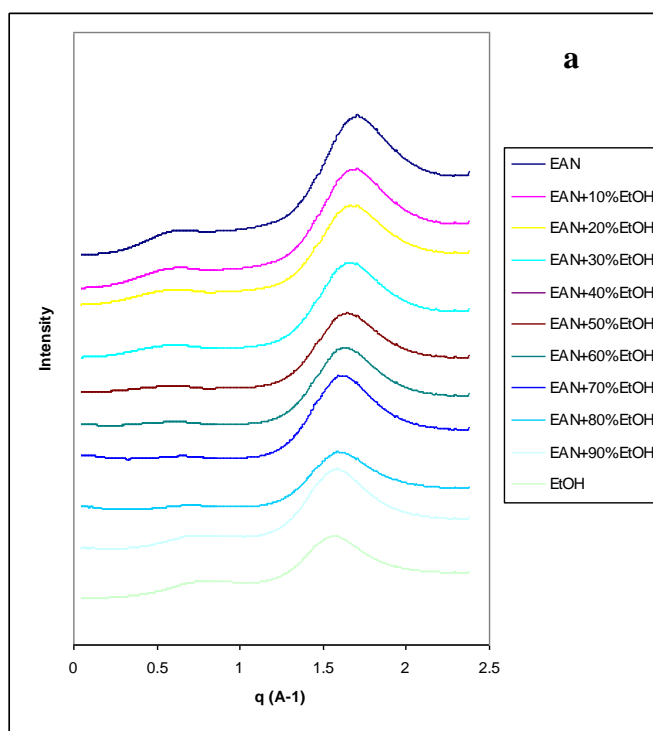 a
EAN
EAN+10%EtOH
EAN+20%EtOH
EAN+30%EtOH
EAN+40%EtOH
EAN+50%EtOH
EAN+60%EtOH
EAN+70%EtOH
EAN+80%EtOH
EAN+90%EtOH
EtOH
Intensity
0 0.5 1 1.5 2 2.5
q (A-1)